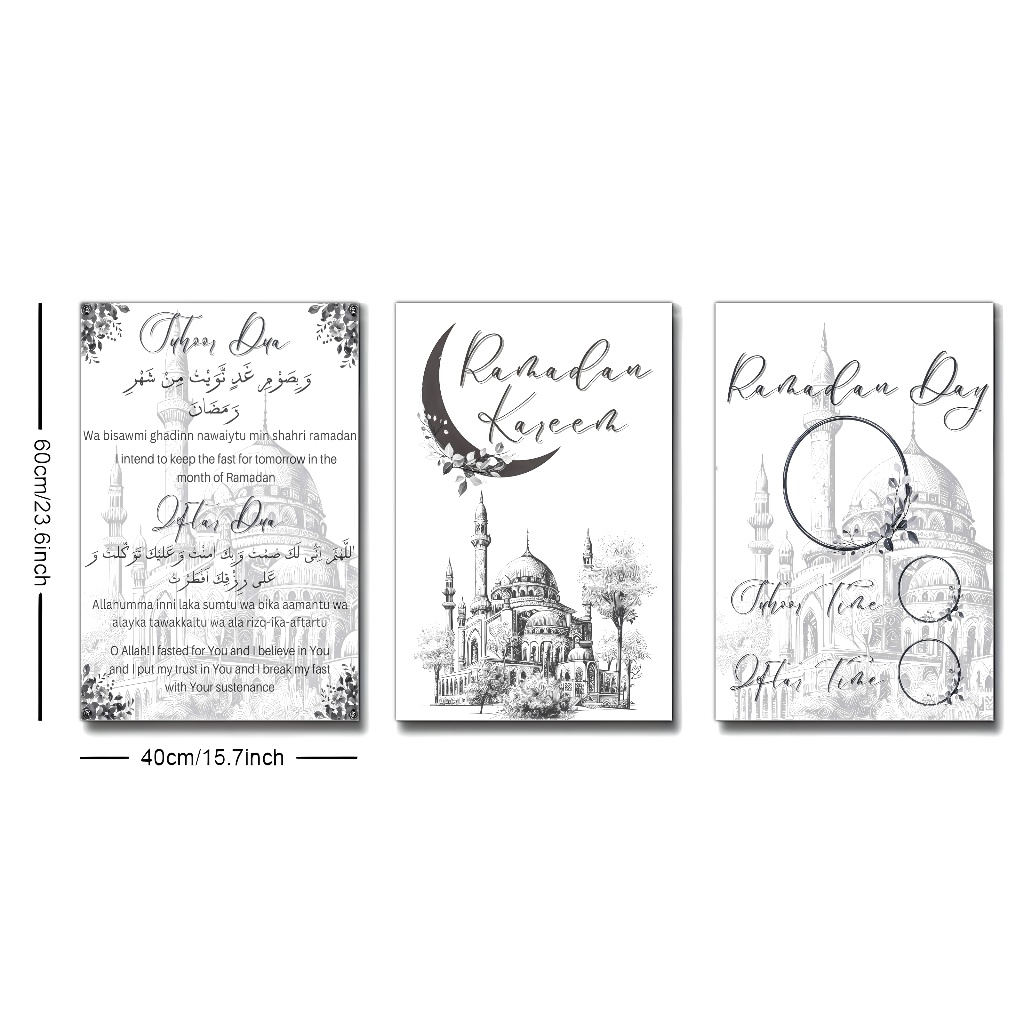 60cm/23.6inch
Suhoor Dua
وَبِصَوْمِ غَدٍ نَّوَيْتُ مِنْ شَهْرِ
رَمَضَانَ
Wa bisawmi ghadinn nawaiytu min shahri ramadan
I intend to keep the fast for tomorrow in the
month of Ramadan
Iftar Dua
اَللّٰهُمَّ اِنِّى لَكَ صُمْتُ وَبِكَ اٰمَنْتُ وَعَلَيْكَ تَوَكَّلْتُ وَ
عَلٰى رِزْقِكَ اَفْطَرْتُ
Allahumma inni laka sumtu wa bika aamantu wa
alayka tawakkaltu wa ala rizq-ika-aftartu
O Allah! I fasted for You and I believe in You
and I put my trust in You and I break my fast
with Your sustenance
40cm/15.7inch
Ramadan
Kareem
Ramadan Day
Suhoor Time
Iftar Time